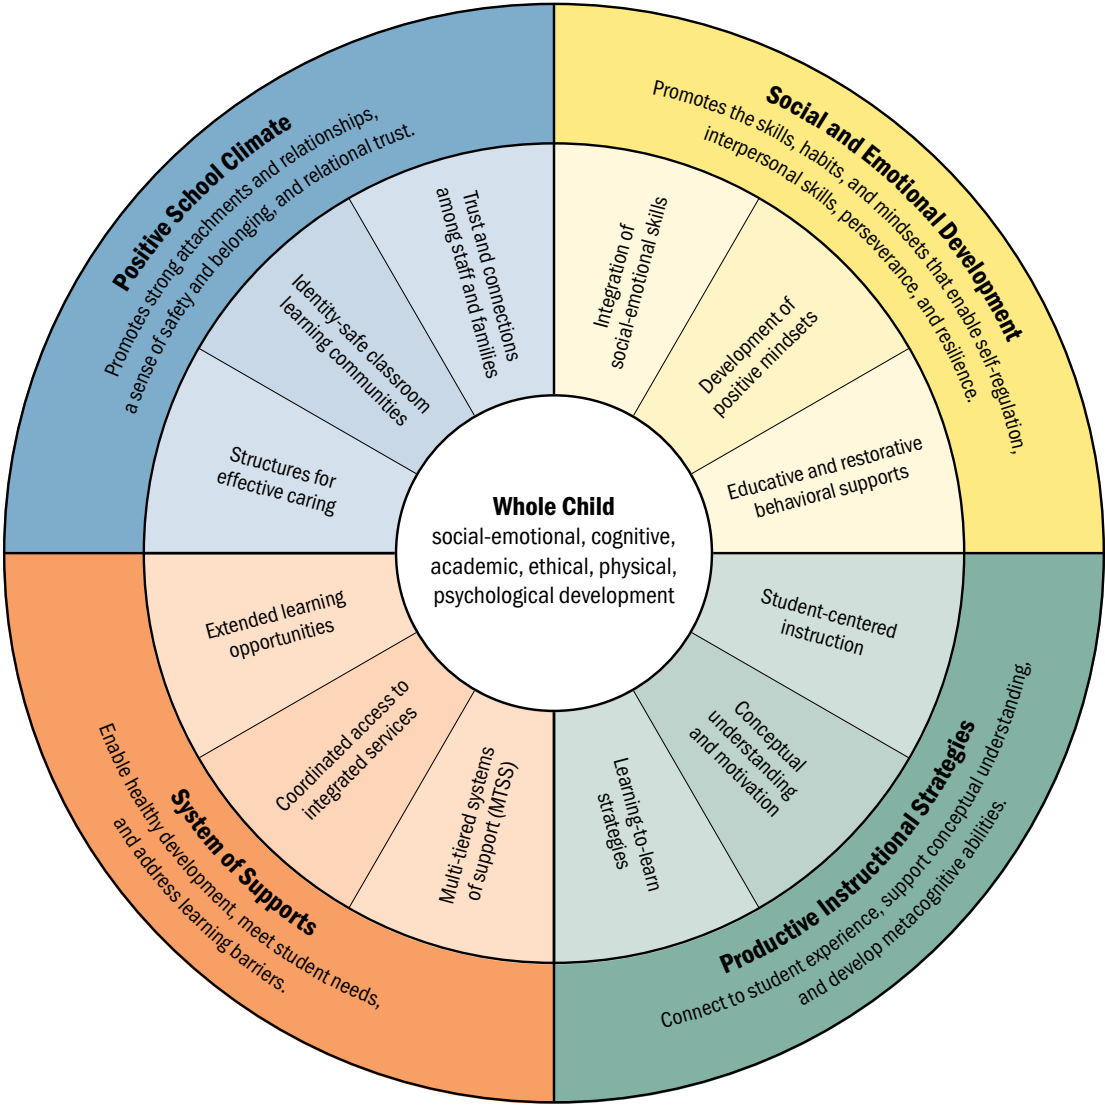 Positive School Climate
Promotes strong attachments and relationships,
a sense of safety and belonging, and relational trust.
Structures for
effective caring
Identity-safe classroom
learning communities
Trust and connections
among staff and families
Social and Emotional Development
Promotes the skills, habits, and mindsets that enable self-regulation,
interpersonal skills, perseverance, and resilience.
Integration of
social-emotional skills
Development of
positive mindsets
Educative and restorative
behavioral supports
Whole Child
social-emotional, cognitive,
academic, ethical, physical,
psychological development
Productive Instructional Strategies
Connect to student experience, support conceptual understanding,
and develop metacognitive abilities.
Student-centered
instruction
Conceptual
understanding
and motivation
Learning-to-learn
strategies
System of Supports
Enable healthy development, meet student needs,
and address learning barriers.
Multi-tiered systems
of support (MTSS)
Coordinated access to
integrated services
Extended learning
opportunities